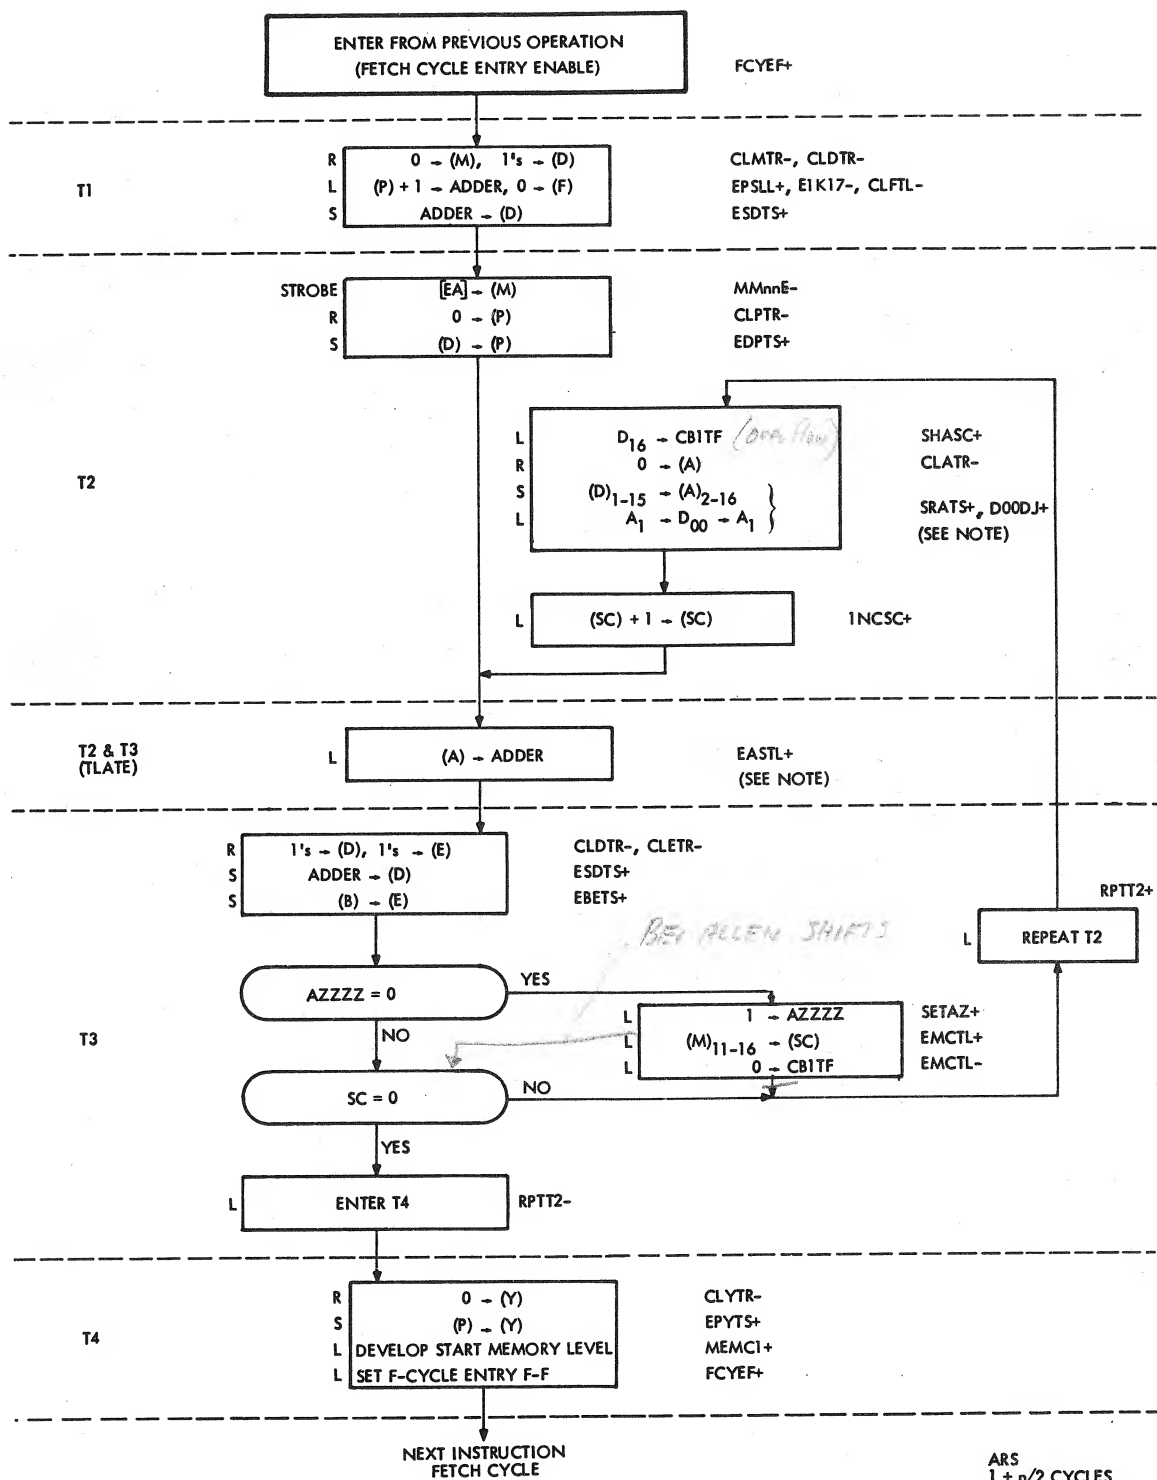 ENTER FROM PREVIOUS OPERATION
(FETCH CYCLE ENTRY ENABLE)
FCYEF+
T1
R 0 → (M), 1's → (D) CLMTR-, CLDTR-
L (P) + 1 → ADDER, 0 → (F) EPSLL+, E1K17-, CLFTL-
S ADDER → (D) ESDTS+
T2
STROBE [EA] → (M) MMnnE-
R 0 → (P) CLPTR-
S (D) → (P) EDPTS+
L D16 → CB1TF (over flow) SHASC+
R 0 → (A) CLATR-
S (D)1-15 → (A)2-16 }
L A1 → D00 → A1
SRATS+, D00DJ+
(SEE NOTE)
L (SC) + 1 → (SC) 1NCSC+
T2 & T3
(TLATE)
L (A) → ADDER EASTL+
(SEE NOTE)
T3
R 1's → (D), 1's → (E) CLDTR-, CLETR-
S ADDER → (D) ESDTS+
S (B) → (E) EBETS+
RPTT2+
L REPEAT T2
ALLEN SHIFTS
AZZZZ = 0 YES
NO
L 1 → AZZZZ SETAZ+
L (M)11-16 → (SC) EMCTL+
L 0 → CB1TF EMCTL-
SC = 0 NO
YES
L ENTER T4 RPTT2-
T4
R 0 → (Y) CLYTR-
S (P) → (Y) EPYTS+
L DEVELOP START MEMORY LEVEL MEMC1+
L SET F-CYCLE ENTRY F-F FCYEF+
NEXT INSTRUCTION
FETCH CYCLE
ARS
1 + n/2 CYCLES